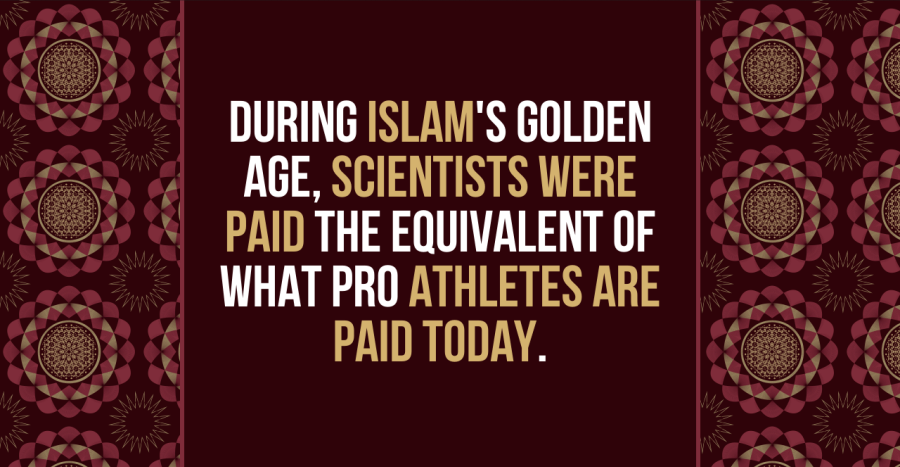 DURING ISLAM'S GOLDEN
AGE, SCIENTISTS WERE
PAID THE EQUIVALENT OF
WHAT PRO ATHLETES ARE
PAID TODAY.